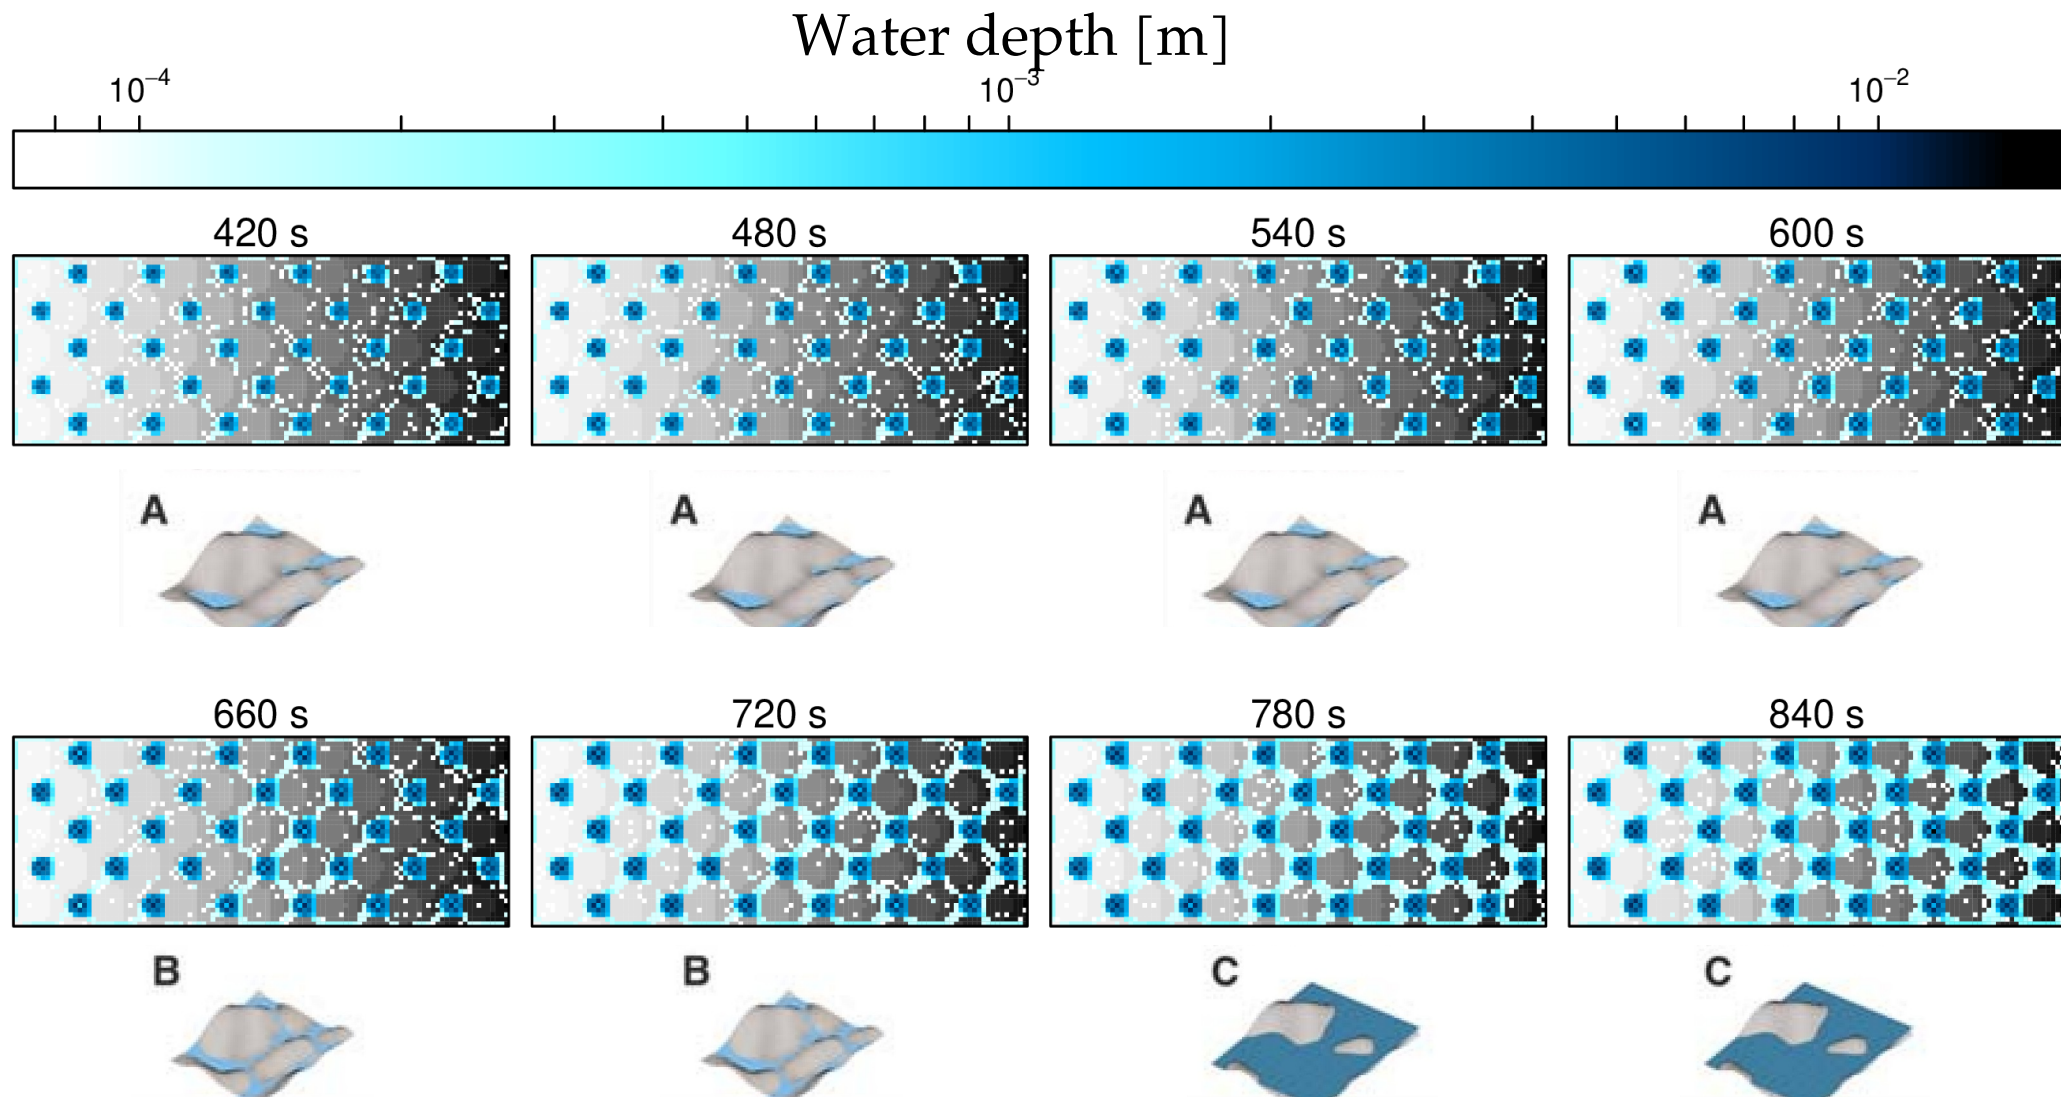 Water depth [m]
10⁻⁴ 10⁻³ 10⁻²
420 s 480 s 540 s 600 s
A A A A
660 s 720 s 780 s 840 s
B B C C